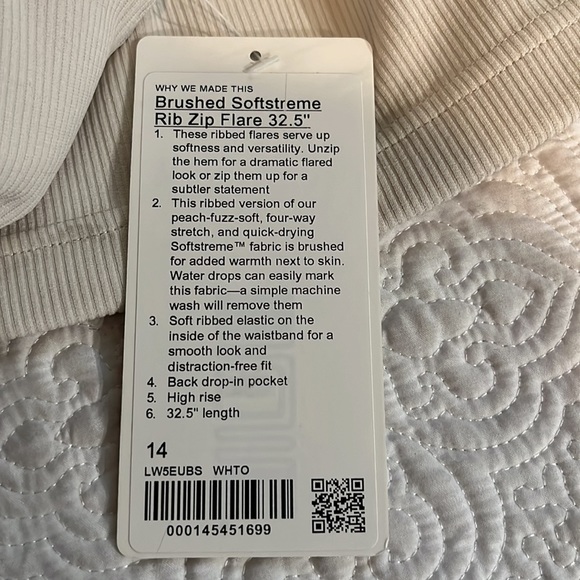 WHY WE MADE THIS
Brushed Softstreme
Rib Zip Flare 32.5"
1. These ribbed flares serve up
softness and versatility. Unzip
the hem for a dramatic flared
look or zip them up for a
subtler statement
2. This ribbed version of our
peach-fuzz-soft, four-way
stretch, and quick-drying
Softstreme™ fabric is brushed
for added warmth next to skin.
Water drops can easily mark
this fabric—a simple machine
wash will remove them
3. Soft ribbed elastic on the
inside of the waistband for a
smooth look and
distraction-free fit
4. Back drop-in pocket
5. High rise
6. 32.5" length
14
LW5EUBS WHTO
000145451699